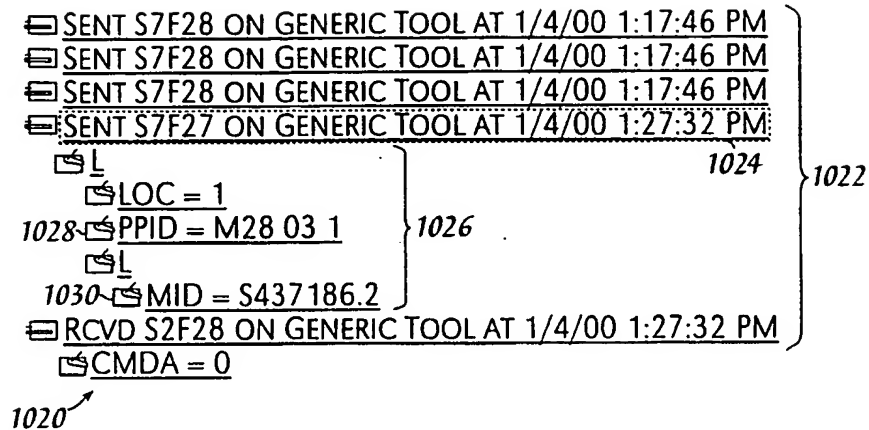 SENT S7F28 ON GENERIC TOOL AT 1/4/00 1:17:46 PM
SENT S7F28 ON GENERIC TOOL AT 1/4/00 1:17:46 PM
SENT S7F28 ON GENERIC TOOL AT 1/4/00 1:17:46 PM
SENT S7F27 ON GENERIC TOOL AT 1/4/00 1:27:32 PM
L 1024 1022
LOC = 1
1028 PPID = M28 03 1 1026
L
1030 MID = S437186.2
RCVD S2F28 ON GENERIC TOOL AT 1/4/00 1:27:32 PM
CMDA = 0
1020